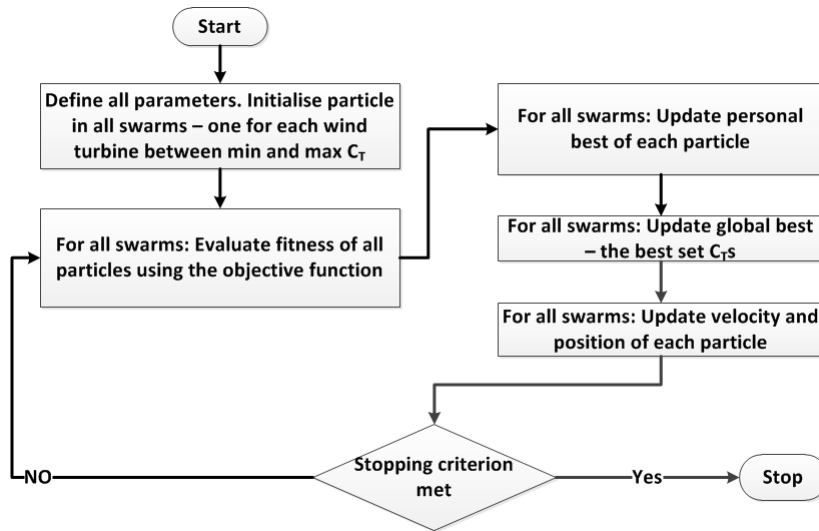 Start
Define all parameters. Initialise particle
in all swarms – one for each wind
turbine between min and max CT
For all swarms: Evaluate fitness of all
particles using the objective function
For all swarms: Update personal
best of each particle
For all swarms: Update global best
– the best set CTs
For all swarms: Update velocity and
position of each particle
Stopping criterion
met
NO
Yes
Stop